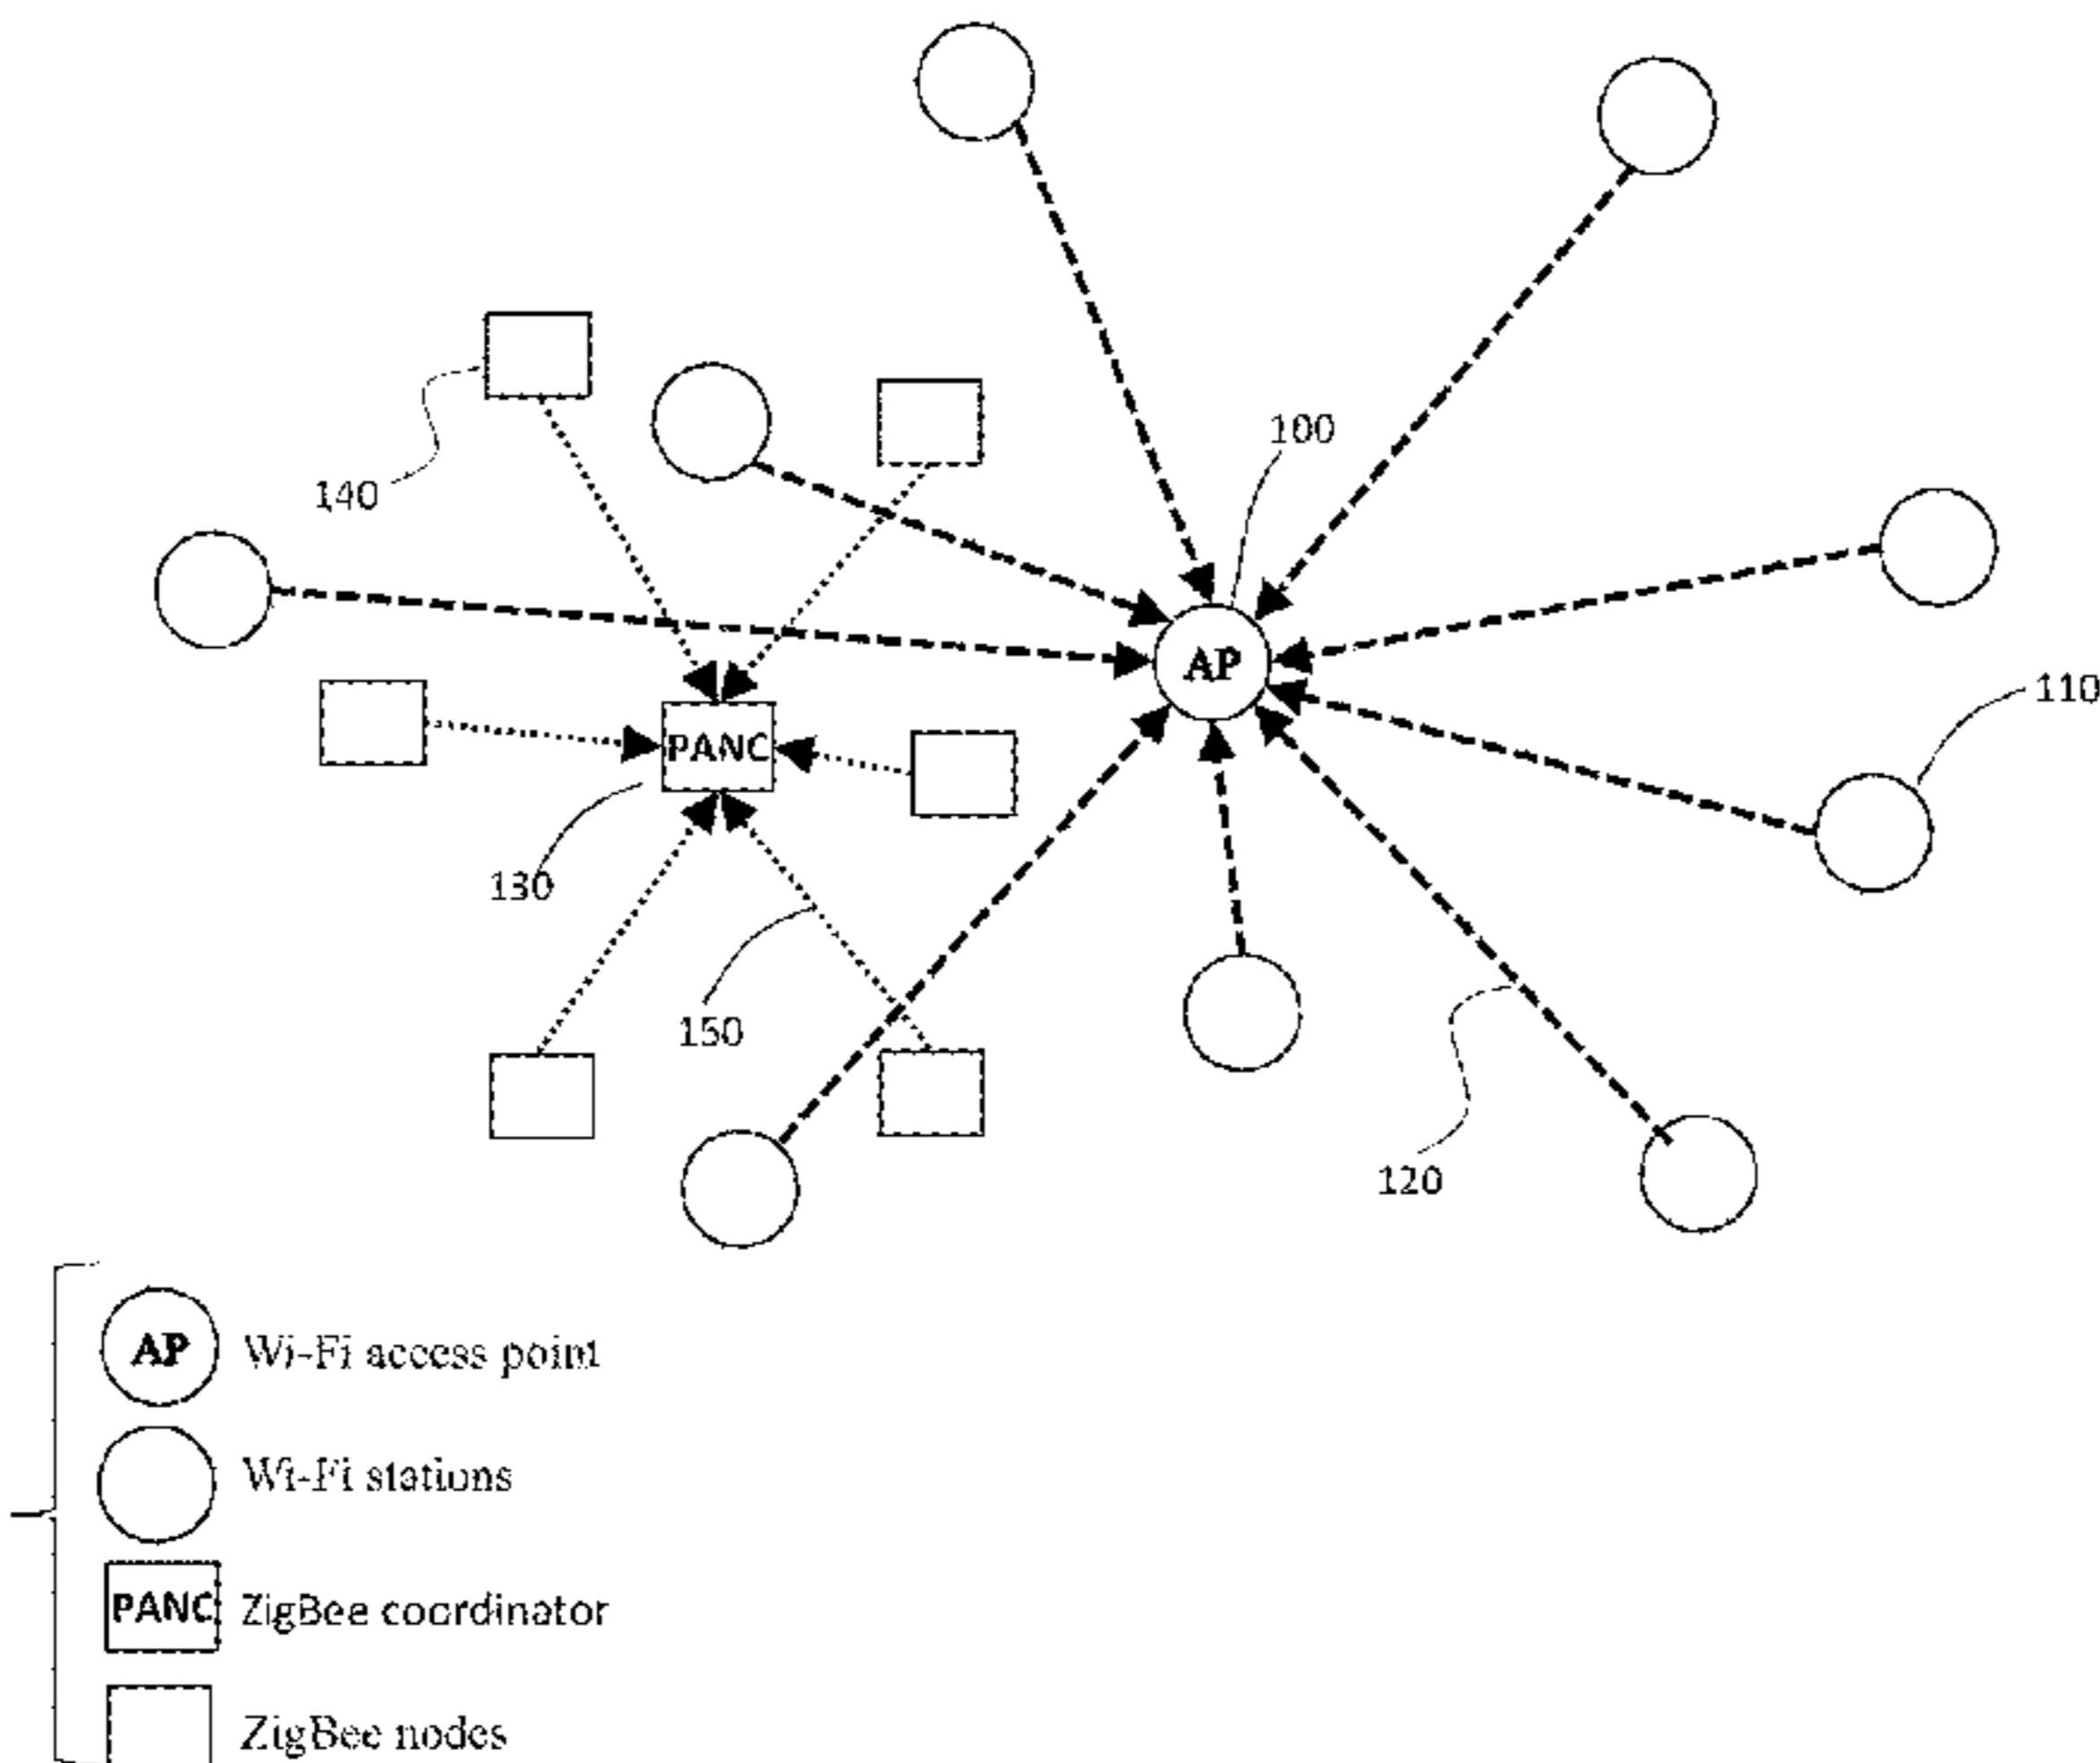 100
140
AP
110
PANC
130
150
120
AP Wi-Fi access point
Wi-Fi stations
PANC ZigBee coordinator
ZigBee nodes